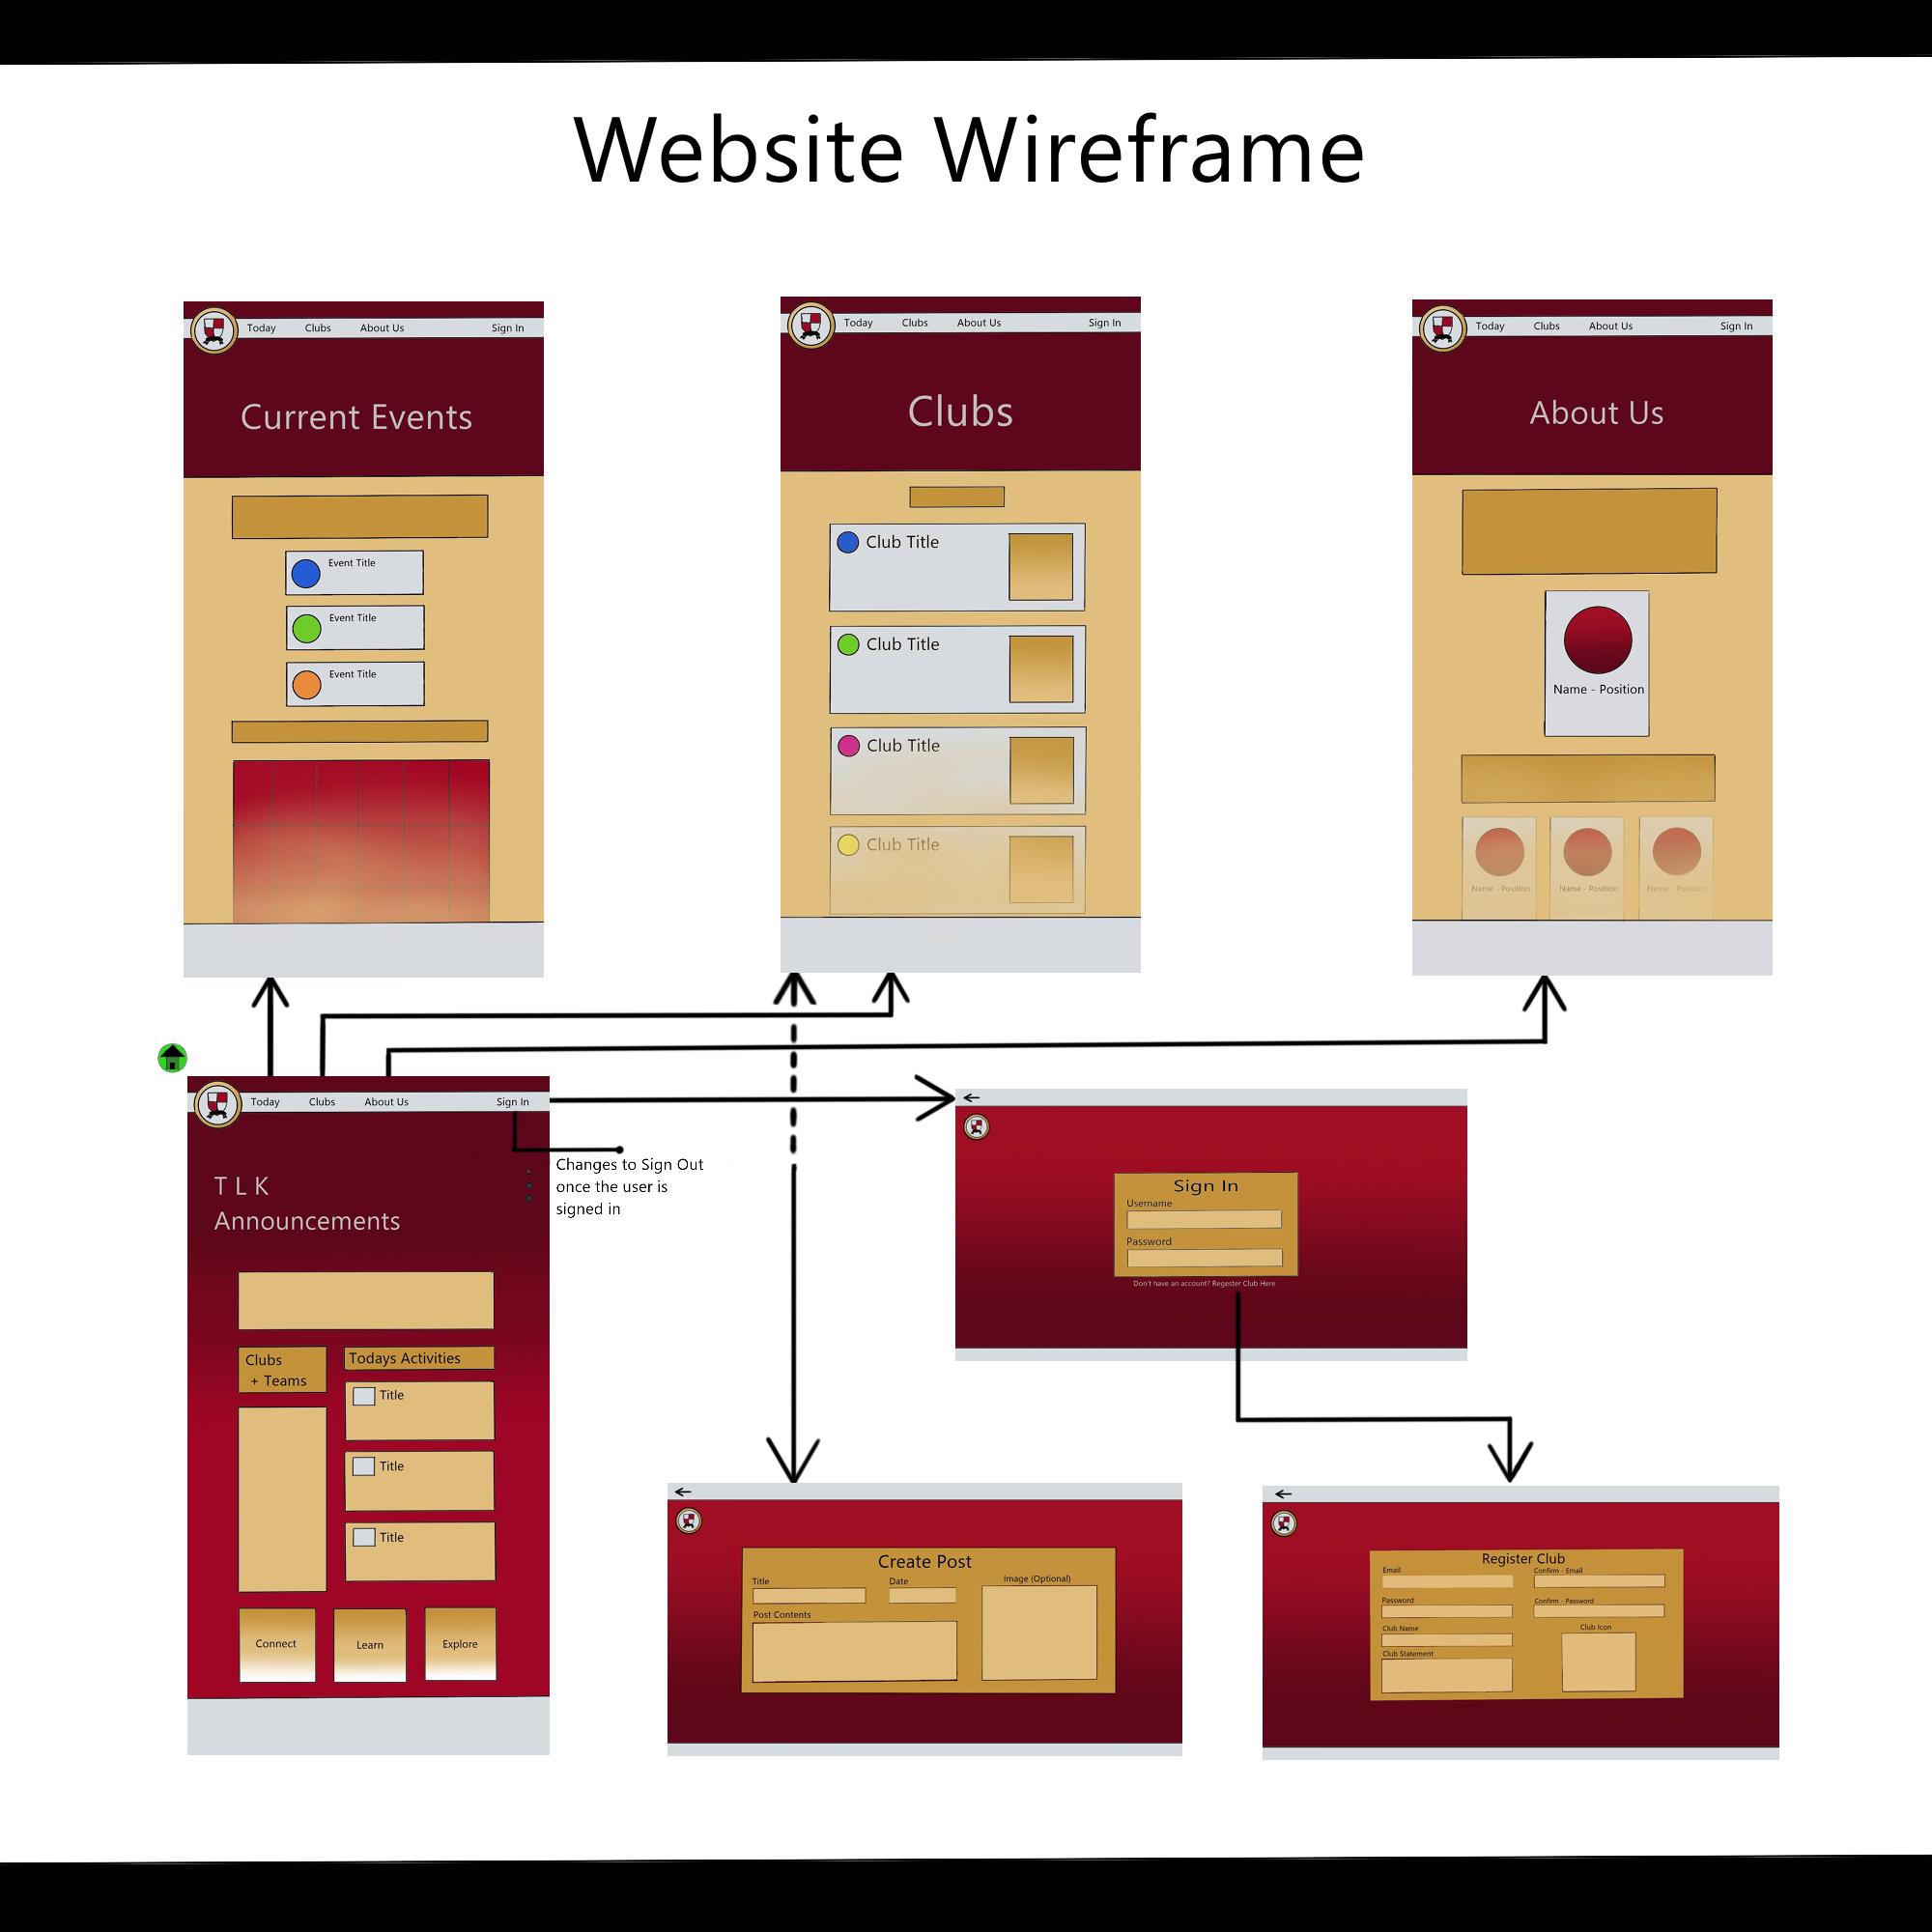 Website Wireframe
Today Clubs About Us Sign In
Current Events
Event Title
Event Title
Event Title
Today Clubs About Us Sign In
Clubs
Club Title
Club Title
Club Title
Club Title
Today Clubs About Us Sign In
About Us
Name - Position
Name - Position Name - Position Name - Position
Today Clubs About Us Sign In
Changes to Sign Out
once the user is
signed in
T L K
Announcements
Clubs
+ Teams
Todays Activities
Title
Title
Title
Connect Learn Explore
Sign In
Username
Password
Don't have an account? Regester Club Here
Create Post
Title Date Image (Optional)
Post Contents
Register Club
Email Confirm - Email
Password Confirm - Password
Club Name Club Icon
Club Statement